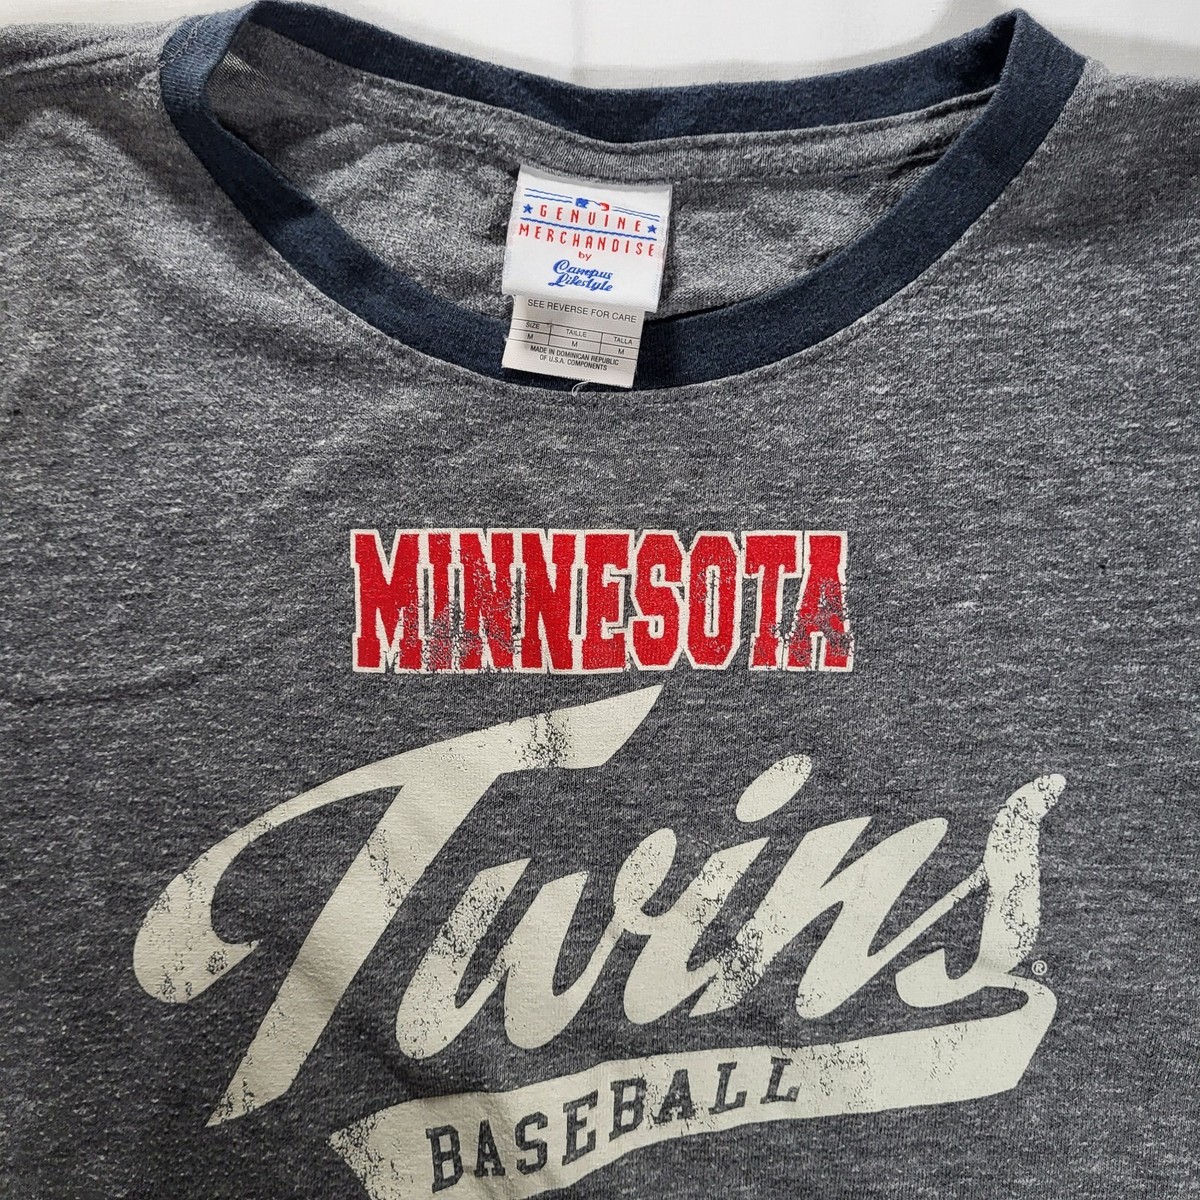 GENUINE
MERCHANDISE
by
Campus
Lifestyle
SEE REVERSE FOR CARE
SIZE TAILLE TALLA
M M M
MADE IN DOMINICAN REPUBLIC
OF U.S.A. COMPONENTS
MINNESOTA
Twins ®
BASEBALL